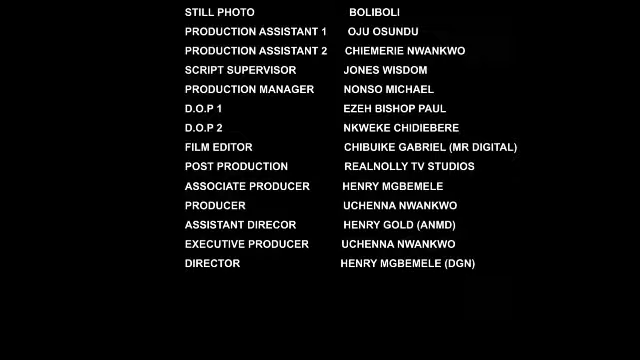 STILL PHOTO BOLIBOLI
PRODUCTION ASSISTANT 1 OJU OSUNDU
PRODUCTION ASSISTANT 2 CHIEMERIE NWANKWO
SCRIPT SUPERVISOR JONES WISDOM
PRODUCTION MANAGER NONSO MICHAEL
D.O.P 1 EZEH BISHOP PAUL
D.O.P 2 NKWEKE CHIDIEBERE
FILM EDITOR CHIBUIKE GABRIEL (MR DIGITAL)
POST PRODUCTION REALNOLLY TV STUDIOS
ASSOCIATE PRODUCER HENRY MGBEMELE
PRODUCER UCHENNA NWANKWO
ASSISTANT DIRECOR HENRY GOLD (ANMD)
EXECUTIVE PRODUCER UCHENNA NWANKWO
DIRECTOR HENRY MGBEMELE (DGN)